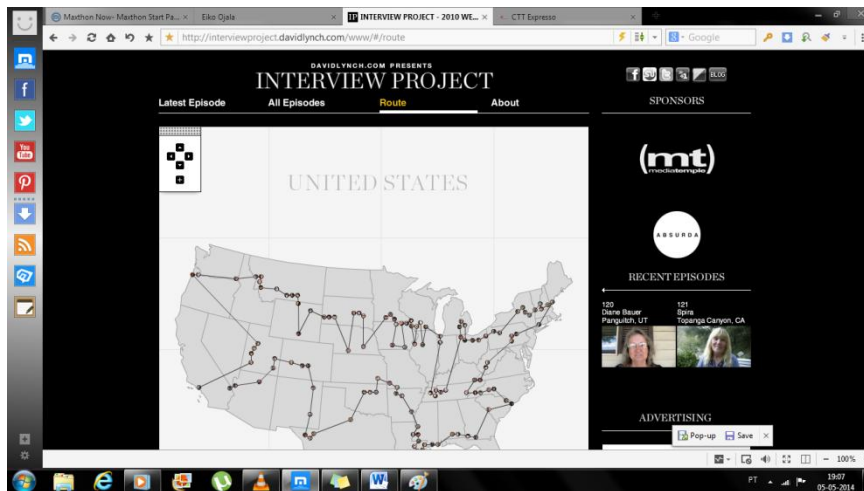 Maxthon Now- Maxthon Start Pa...
Eiko Ojala
INTERVIEW PROJECT - 2010 WE...
CTT Expresso
http://interviewproject.davidlynch.com/www/#/route
Google
DAVIDLYNCH.COM PRESENTS
INTERVIEW PROJECT
BLOG
Latest Episode
All Episodes
Route
About
SPONSORS
UNITED STATES
(mt)
mediatemple
ABSURDA
RECENT EPISODES
120
Diane Bauer
Panguitch, UT
121
Spira
Topanga Canyon, CA
ADVERTISING
Pop-up
Save
100%
PT
19:07
05-05-2014